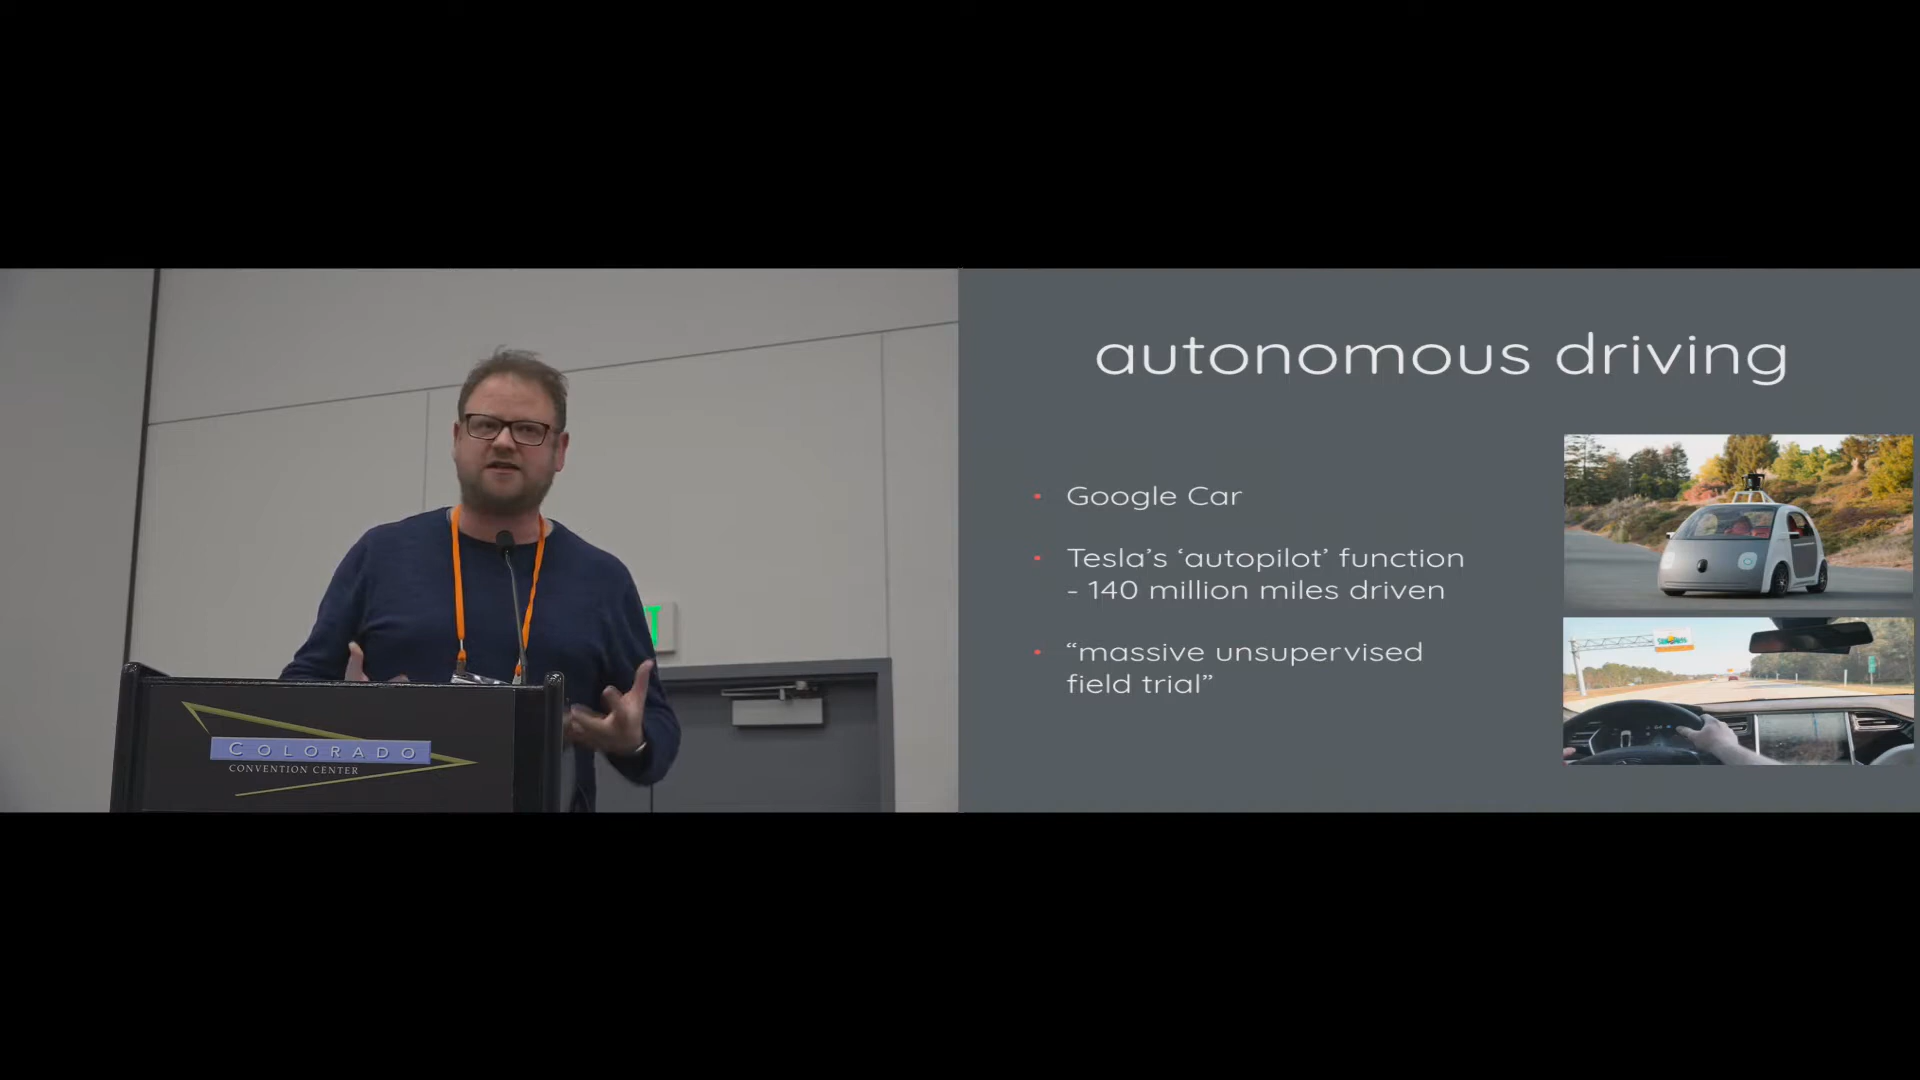 COLORADO
CONVENTION CENTER
autonomous driving
• Google Car
• Tesla’s ‘autopilot’ function
- 140 million miles driven
• “massive unsupervised
field trial”